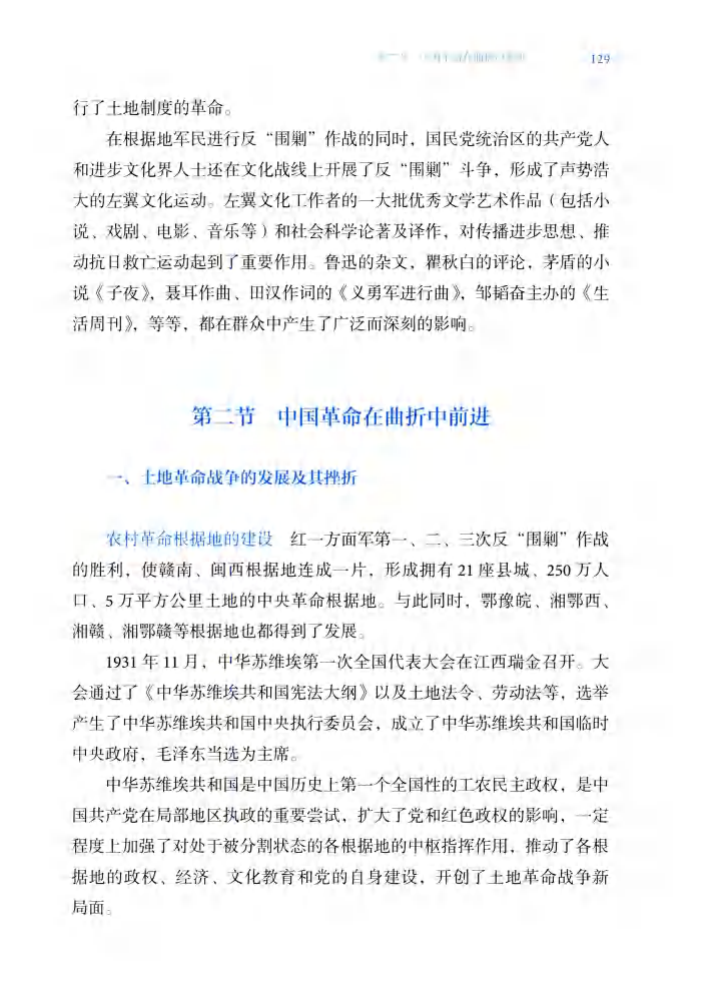 129
行了土地制度的革命。
在根据地军民进行反“围剿”作战的同时，国民党统治区的共产党人
和进步文化界人士还在文化战线上开展了反“围剿”斗争，形成了声势浩
大的左翼文化运动。左翼文化工作者的一大批优秀文学艺术作品（包括小
说、戏剧、电影、音乐等）和社会科学论著及译作，对传播进步思想、推
动抗日救亡运动起到了重要作用。鲁迅的杂文，瞿秋白的评论，茅盾的小
说《子夜》，聂耳作曲、田汉作词的《义勇军进行曲》，邹韬奋主办的《生
活周刊》，等等，都在群众中产生了广泛而深刻的影响。
第二节 中国革命在曲折中前进
一、土地革命战争的发展及其挫折
农村革命根据地的建设 红一方面军第一、二、三次反“围剿”作战
的胜利，使赣南、闽西根据地连成一片，形成拥有 21 座县城、250 万人
口、5 万平方公里土地的中央革命根据地。与此同时，鄂豫皖、湘鄂西、
湘赣、湘鄂赣等根据地也都得到了发展。
1931 年 11 月，中华苏维埃第一次全国代表大会在江西瑞金召开。大
会通过了《中华苏维埃共和国宪法大纲》以及土地法令、劳动法等，选举
产生了中华苏维埃共和国中央执行委员会，成立了中华苏维埃共和国临时
中央政府，毛泽东当选为主席。
中华苏维埃共和国是中国历史上第一个全国性的工农民主政权，是中
国共产党在局部地区执政的重要尝试，扩大了党和红色政权的影响，一定
程度上加强了对处于被分割状态的各根据地的中枢指挥作用，推动了各根
据地的政权、经济、文化教育和党的自身建设，开创了土地革命战争新
局面。